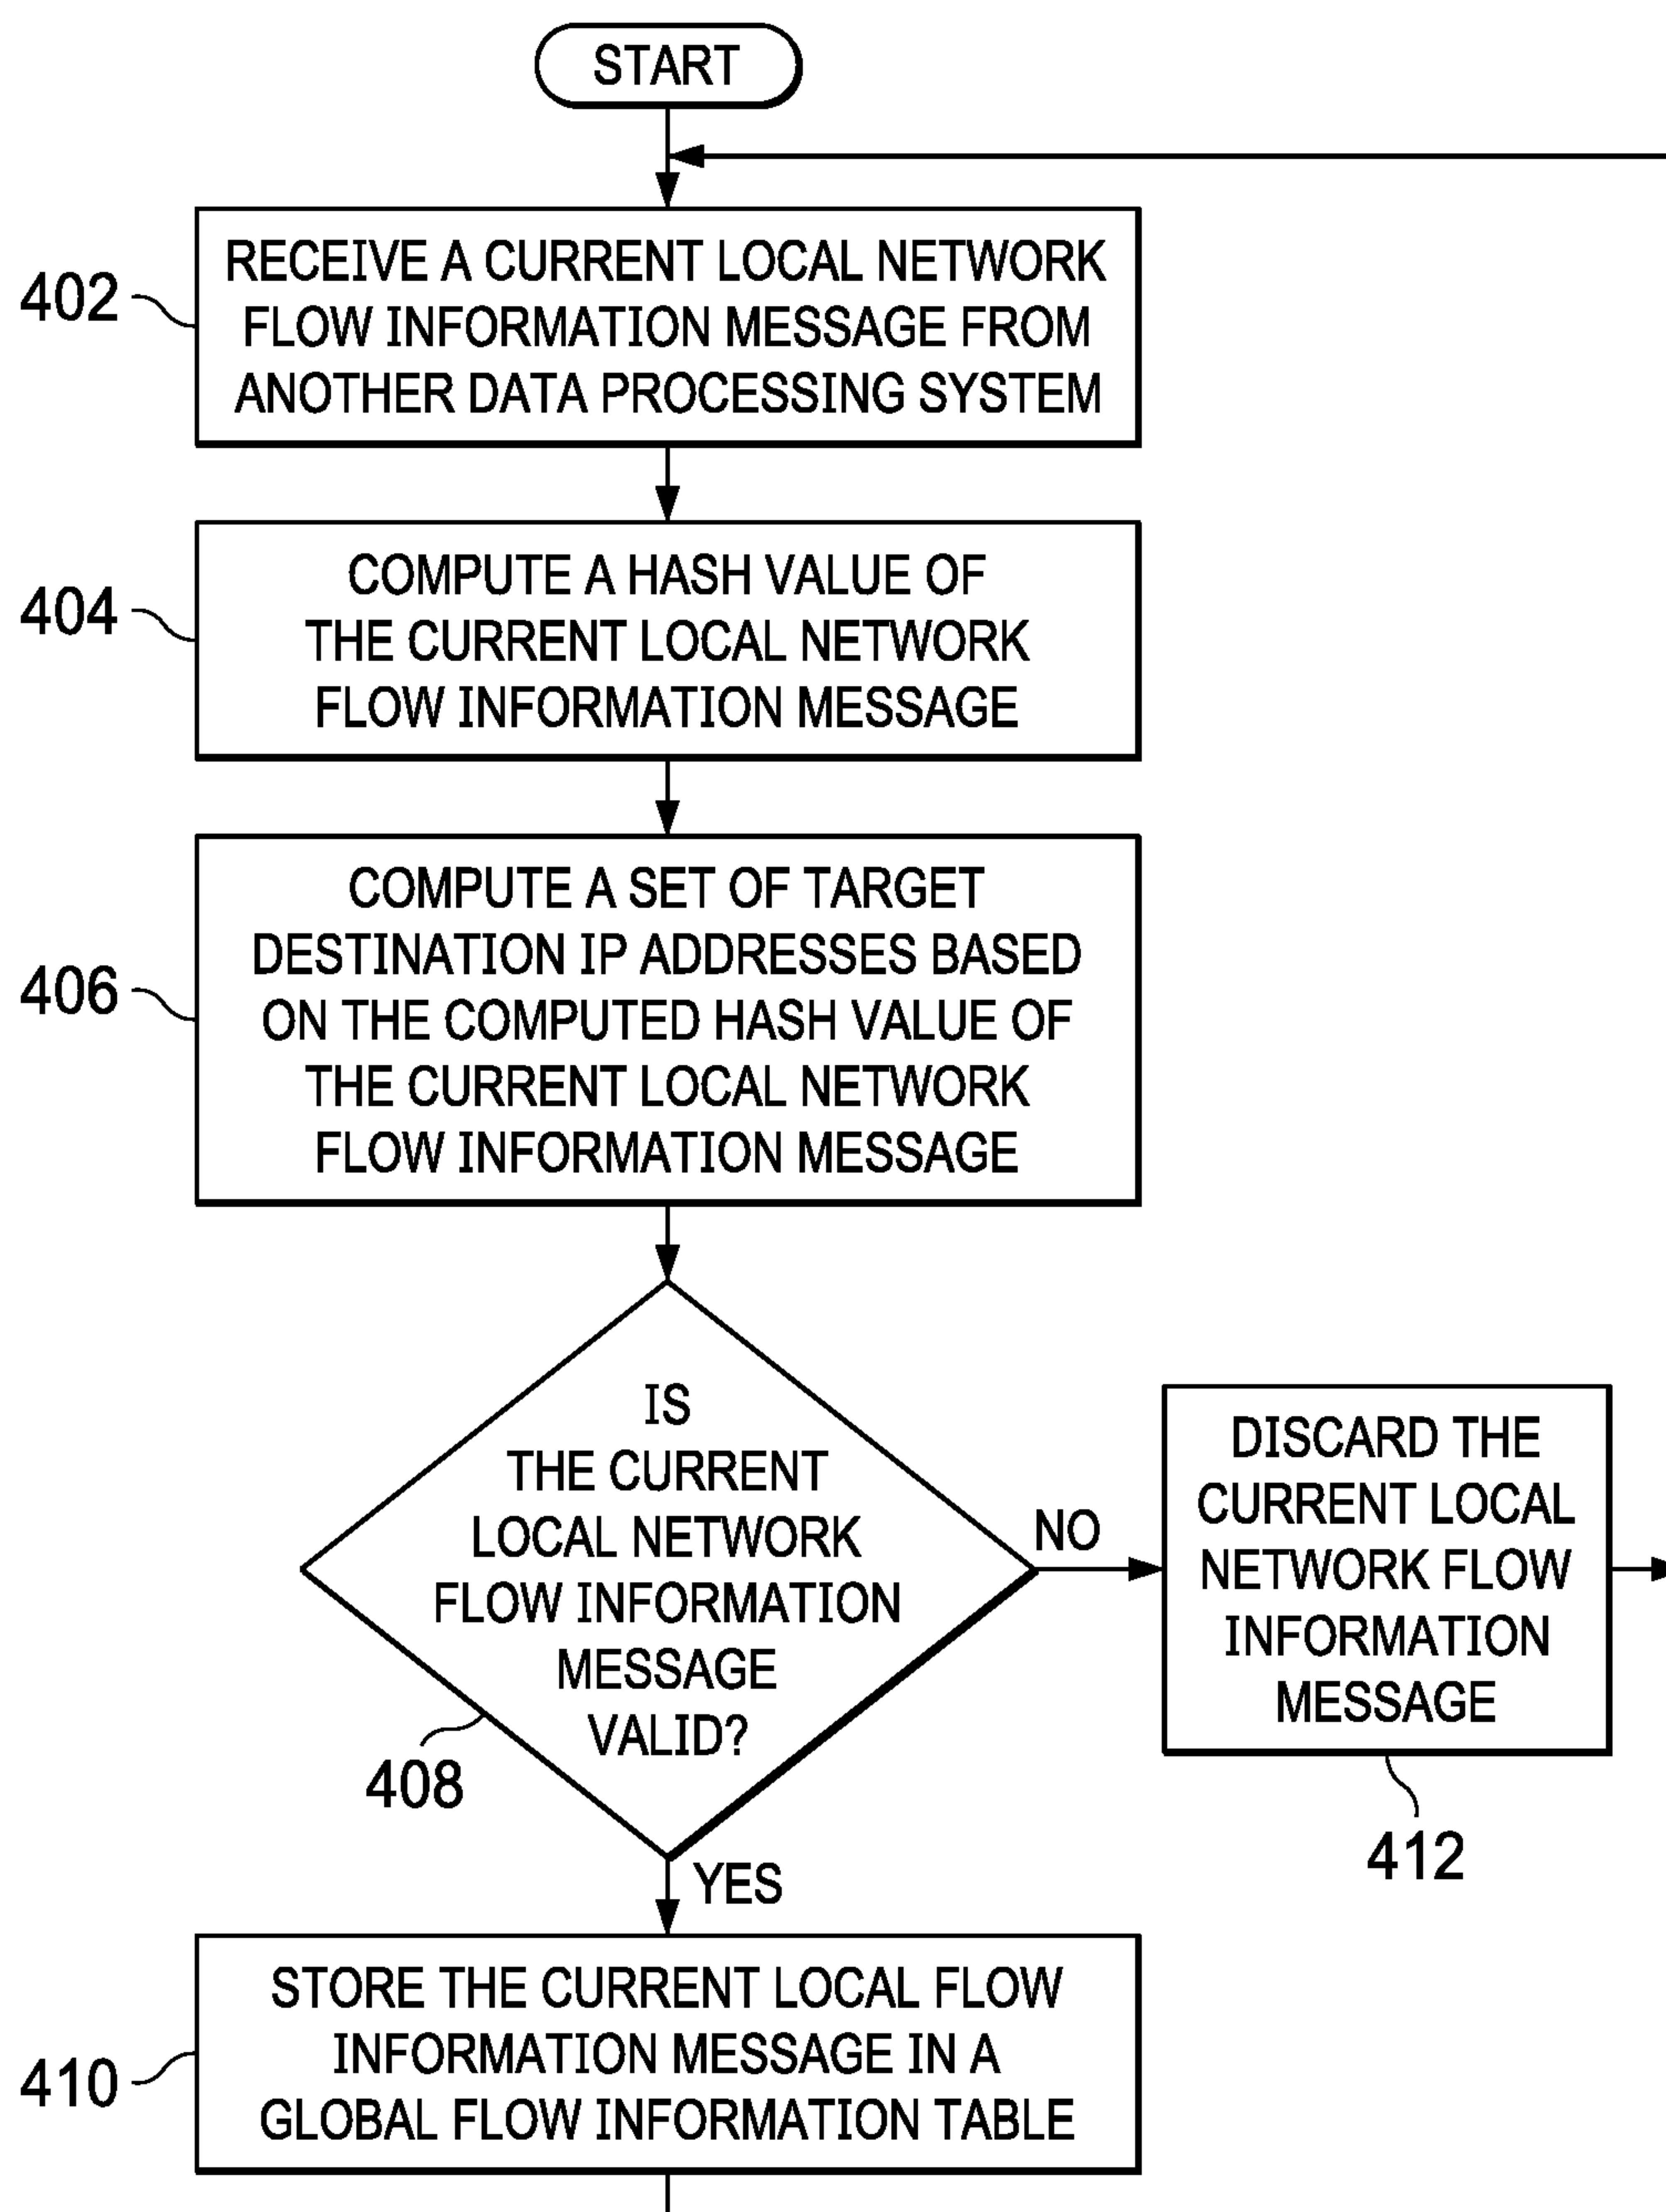 START
402
RECEIVE A CURRENT LOCAL NETWORK
FLOW INFORMATION MESSAGE FROM
ANOTHER DATA PROCESSING SYSTEM
404
COMPUTE A HASH VALUE OF
THE CURRENT LOCAL NETWORK
FLOW INFORMATION MESSAGE
406
COMPUTE A SET OF TARGET
DESTINATION IP ADDRESSES BASED
ON THE COMPUTED HASH VALUE OF
THE CURRENT LOCAL NETWORK
FLOW INFORMATION MESSAGE
IS
THE CURRENT
LOCAL NETWORK
FLOW INFORMATION
MESSAGE
VALID?
408
NO
DISCARD THE
CURRENT LOCAL
NETWORK FLOW
INFORMATION
MESSAGE
412
YES
410
STORE THE CURRENT LOCAL FLOW
INFORMATION MESSAGE IN A
GLOBAL FLOW INFORMATION TABLE